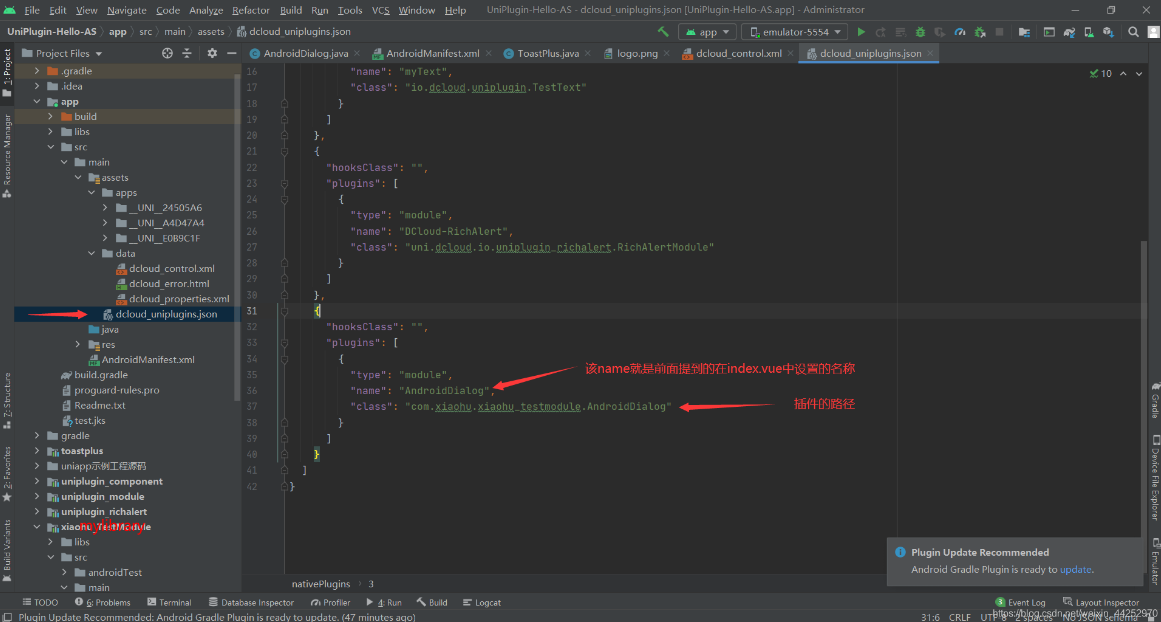 File Edit View Navigate Code Analyze Refactor Build Run Tools VCS Window Help UniPlugin-Hello-AS - dcloud_uniplugins.json [UniPlugin-Hello-AS.app] - Administrator
UniPlugin-Hello-AS app src main assets dcloud_uniplugins.json app emulator-5554
Project Files AndroidDialog.java AndroidManifest.xml ToastPlus.java logo.png dcloud_control.xml dcloud_uniplugins.json
1: Project
Resource Manager
7: Structure
2: Favorites
Build Variants
.gradle
.idea
app
build
libs
src
main
assets
apps
__UNI__24505A6
__UNI__A4D47A4
__UNI__E0B9C1F
data
dcloud_control.xml
dcloud_error.html
dcloud_properties.xml
dcloud_uniplugins.json
java
res
AndroidManifest.xml
build.gradle
proguard-rules.pro
Readme.txt
test.jks
gradle
toastplus
uniapp示例工程源码
uniplugin_component
uniplugin_module
uniplugin_richalert
xiaohu_TestModule
libs
src
androidTest
main
10
16 "name": "myText",
17 "class": "io.dcloud.uniplugin.TestText"
18 }
19 ]
20 },
21 {
22 "hooksClass": "",
23 "plugins": [
24 {
25 "type": "module",
26 "name": "DCloud-RichAlert",
27 "class": "uni.dcloud.io.uniplugin_richalert.RichAlertModule"
28 }
29 ]
30 },
31 {
32 "hooksClass": "",
33 "plugins": [
34 {
35 "type": "module",
36 "name": "AndroidDialog",
37 "class": "com.xiaohu.xiaohu_testmodule.AndroidDialog"
38 }
39 ]
40 }
41 ]
42 }
该name就是前面提到的在index.vue中设置的名称
插件的路径
nativePlugins 3
Gradle
Device File Explorer
Emulator
Plugin Update Recommended
Android Gradle Plugin is ready to update.
TODO 6: Problems Terminal Database Inspector Profiler 4: Run Build Logcat 3 Event Log Layout Inspector
Plugin Update Recommended: Android Gradle Plugin is ready to update. (47 minutes ago) 31:6 CRLF UTF-8 2 spaces No JSON schema
https://blog.csdn.net/weixin_44252970